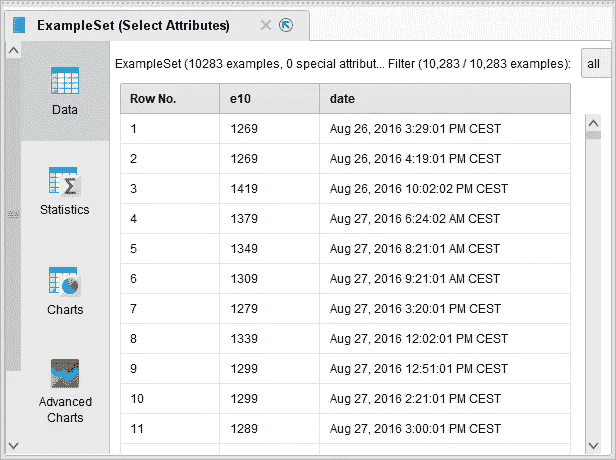 ExampleSet (Select Attributes)
Data
Statistics
Charts
Advanced
Charts
ExampleSet (10283 examples, 0 special attribut... Filter (10,283 / 10,283 examples): all
Row No. e10 date
1 1269 Aug 26, 2016 3:29:01 PM CEST
2 1269 Aug 26, 2016 4:19:01 PM CEST
3 1419 Aug 26, 2016 10:02:02 PM CEST
4 1379 Aug 27, 2016 6:24:02 AM CEST
5 1349 Aug 27, 2016 8:21:01 AM CEST
6 1309 Aug 27, 2016 9:21:01 AM CEST
7 1279 Aug 27, 2016 3:20:01 PM CEST
8 1339 Aug 27, 2016 12:02:01 PM CEST
9 1299 Aug 27, 2016 12:51:01 PM CEST
10 1299 Aug 27, 2016 2:21:01 PM CEST
11 1289 Aug 27, 2016 3:00:01 PM CEST